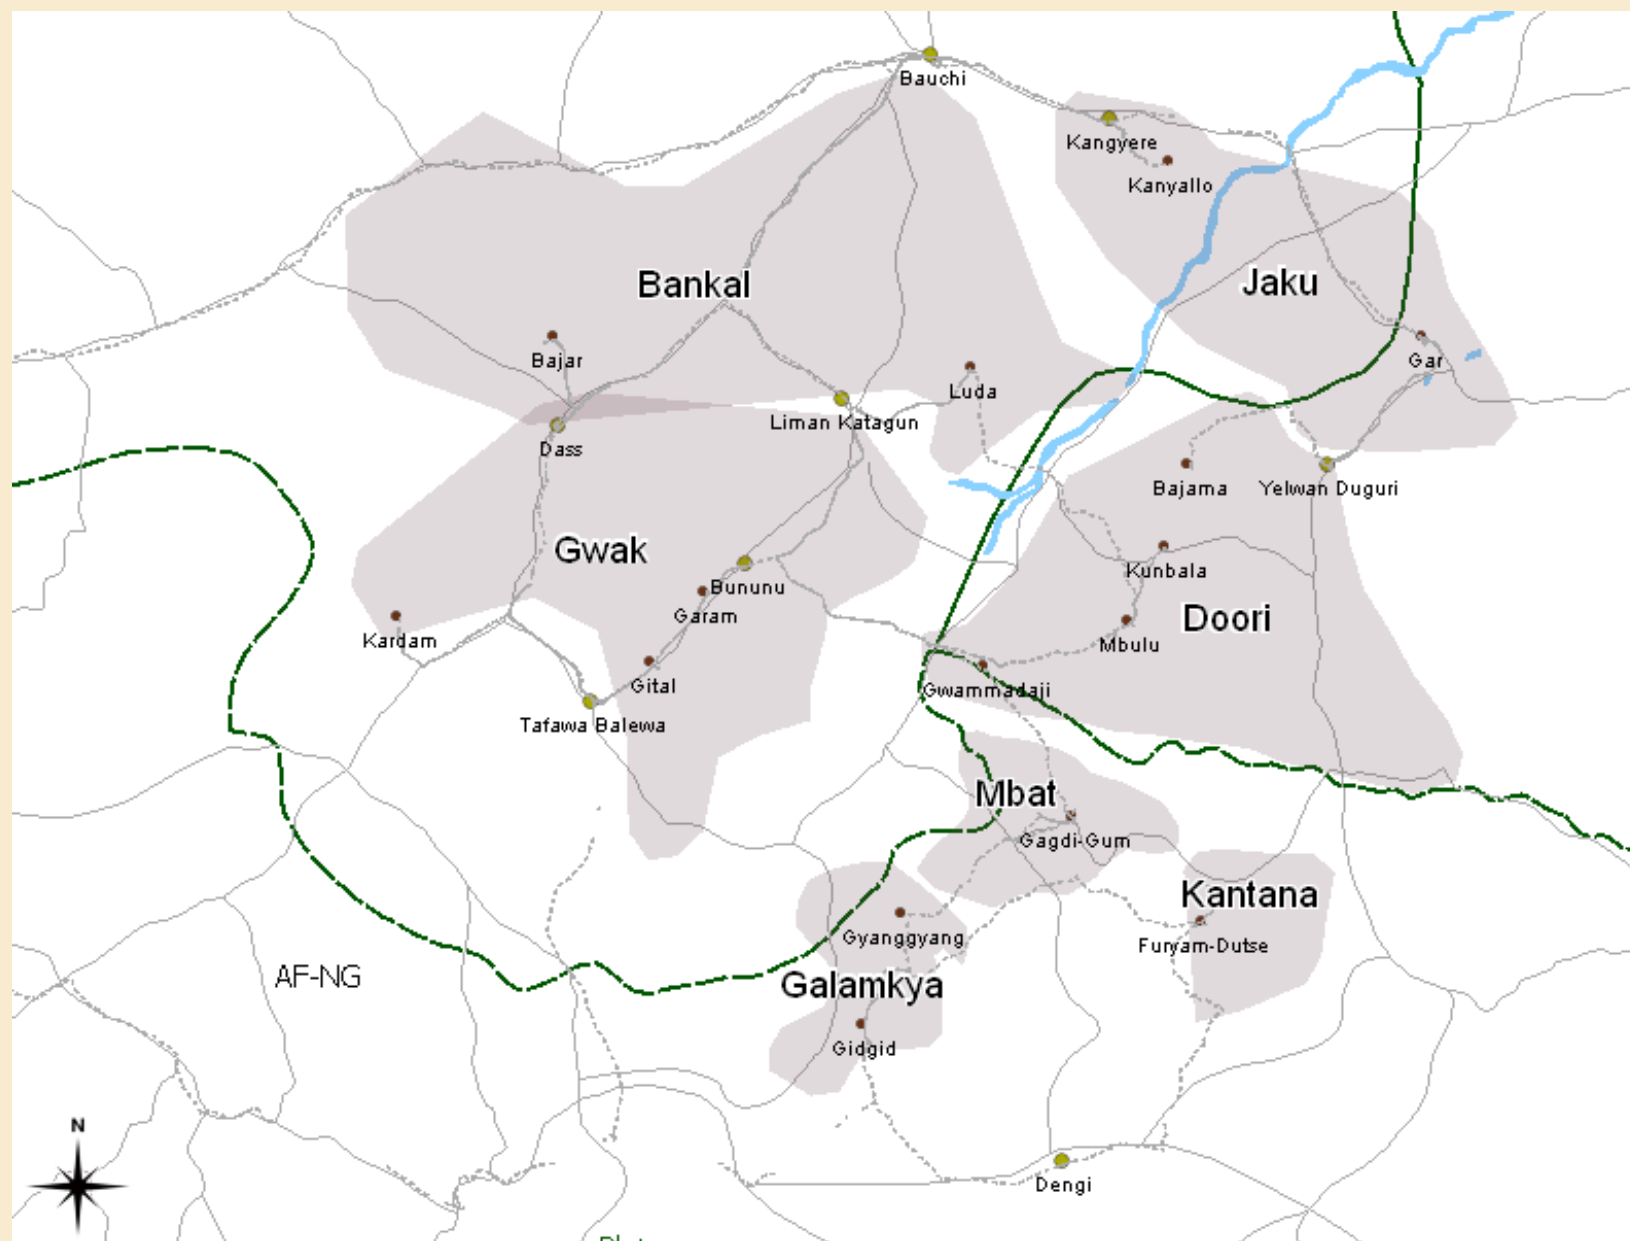 Bauchi
Kangyere
Kanyallo
Bankal
Jaku
Bajar
Gar
Luda
Liman Katagun
Dass
Bajama
Yelwan Duguri
Gwak
Kunbala
Bununu
Garam
Doori
Kardam
Mbulu
Gital
Gwammadaji
Tafawa Balewa
Mbat
Gagdi-Gum
Kantana
Gyanggyang
Furyam-Dutse
AF-NG
Galamkya
Gidgid
N
Dengi